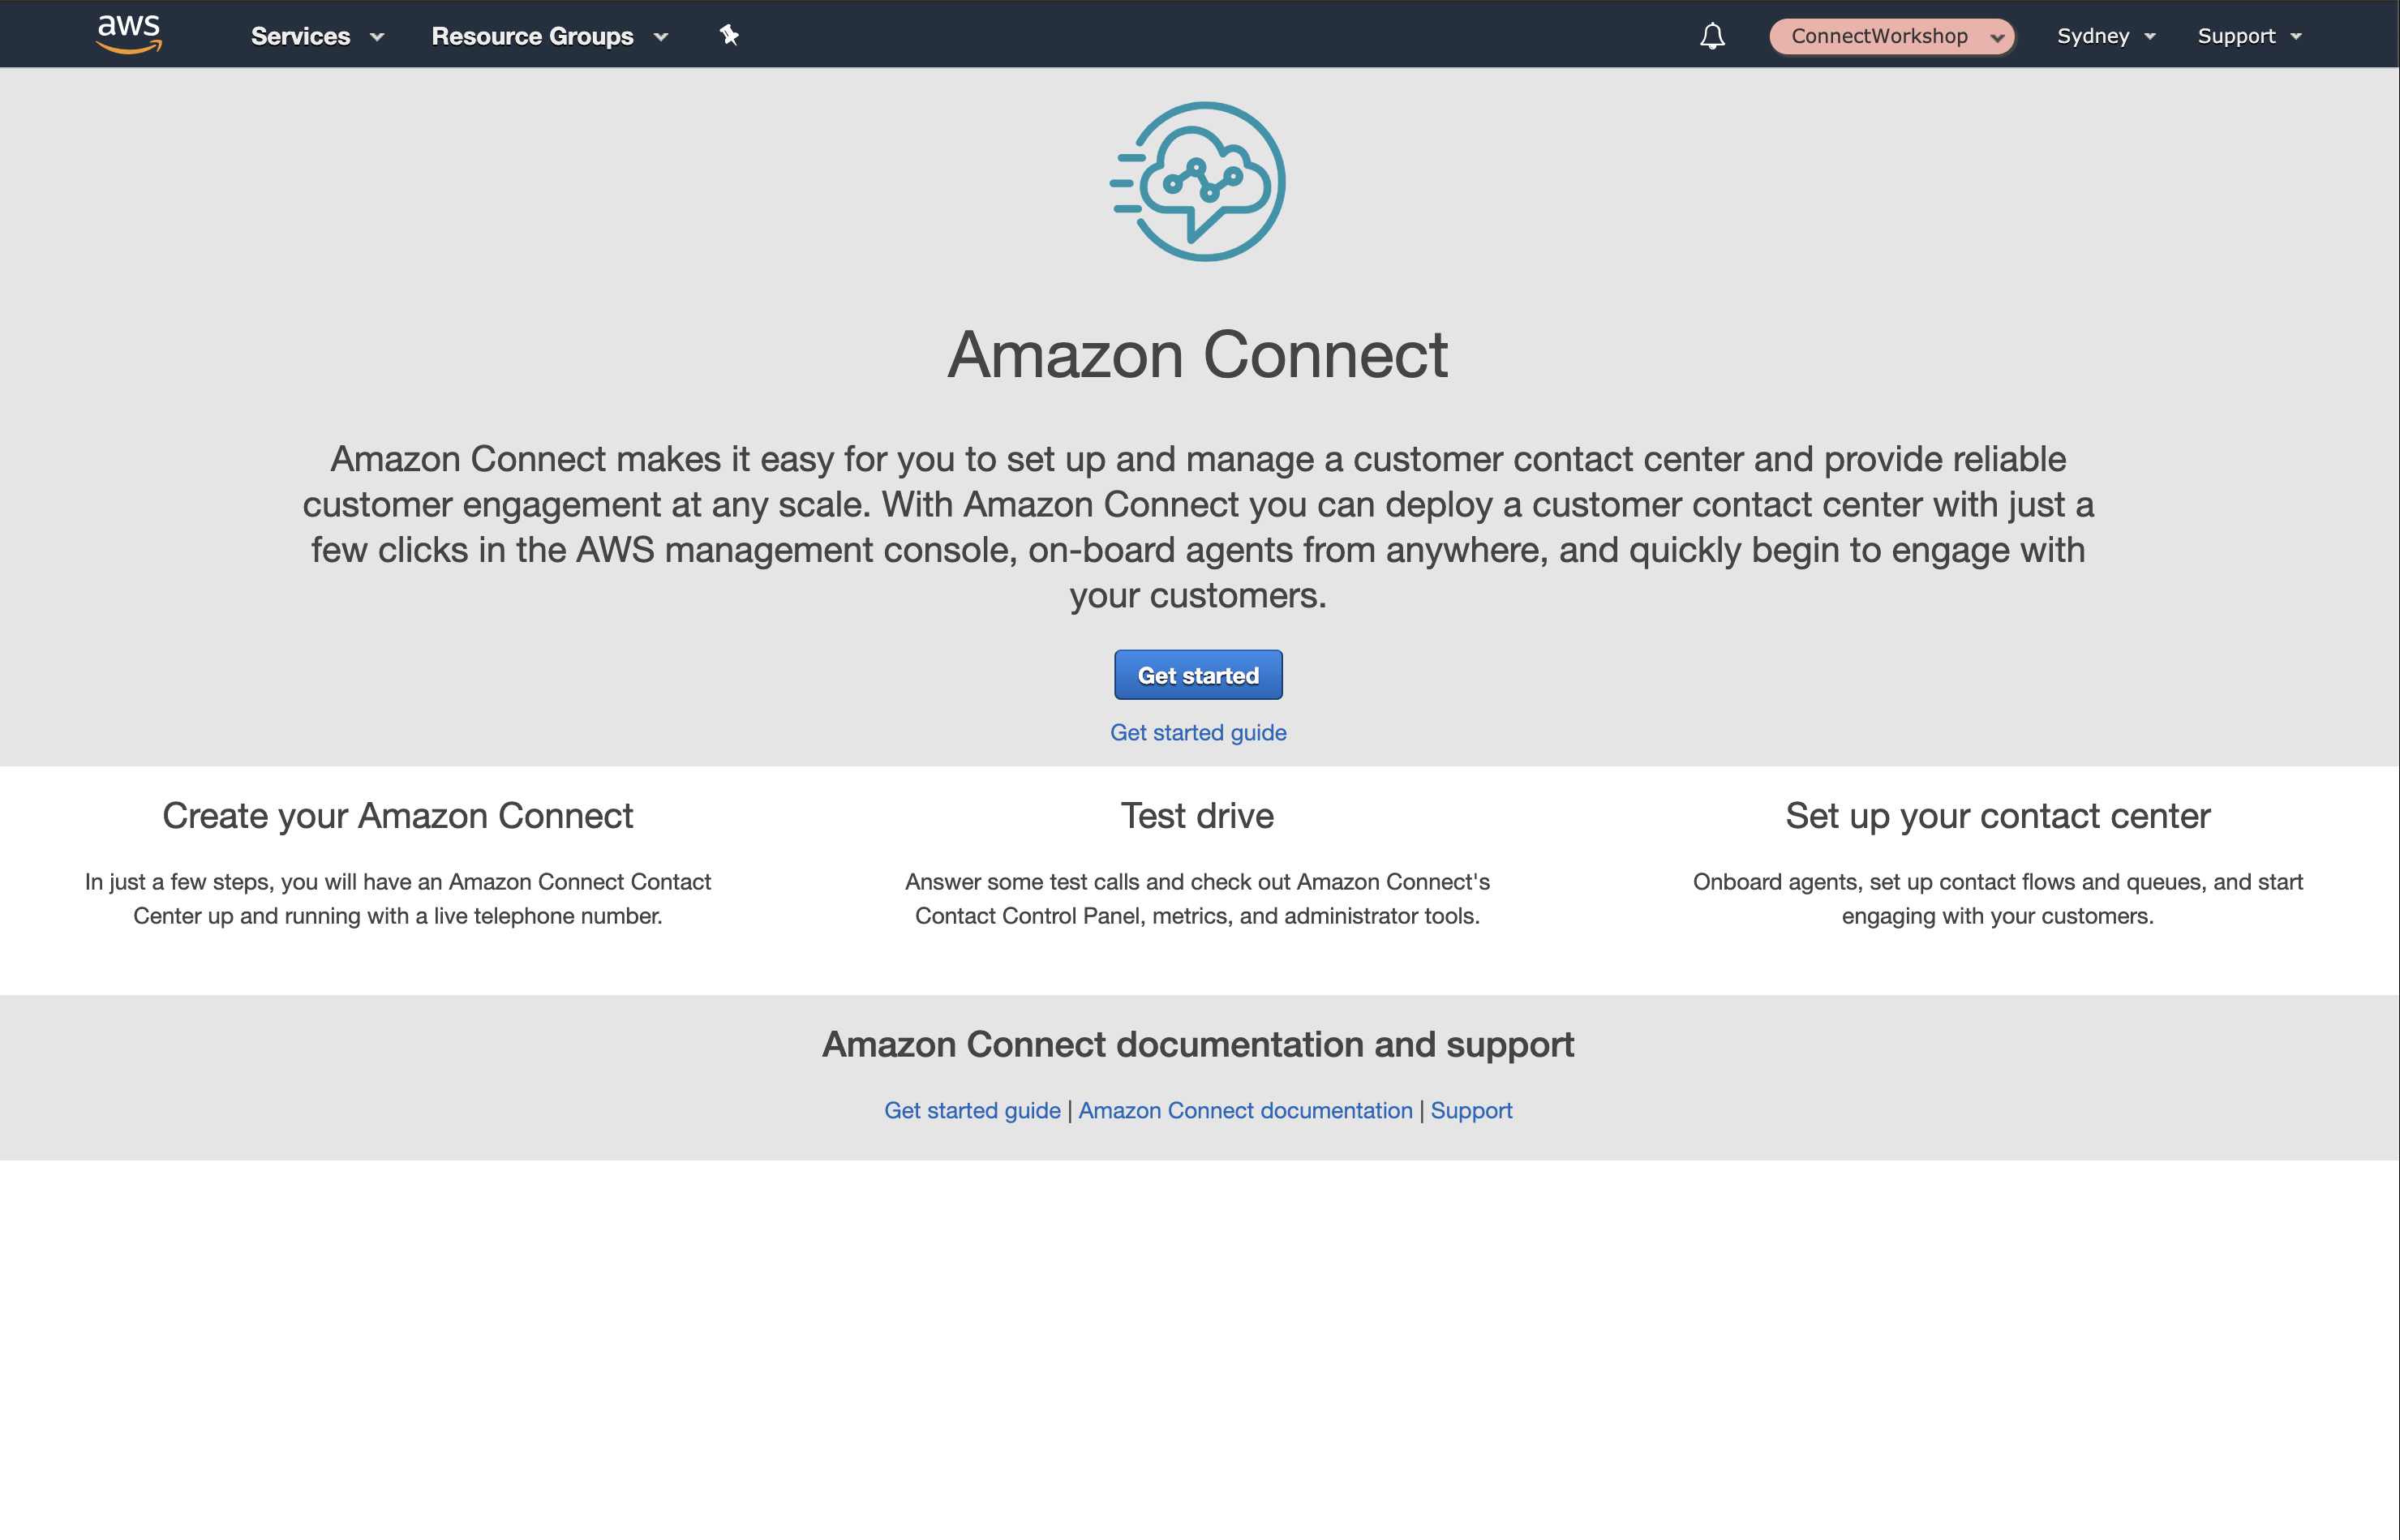 aws
Services
Resource Groups
ConnectWorkshop
Sydney
Support
Amazon Connect
Amazon Connect makes it easy for you to set up and manage a customer contact center and provide reliable
customer engagement at any scale. With Amazon Connect you can deploy a customer contact center with just a
few clicks in the AWS management console, on-board agents from anywhere, and quickly begin to engage with
your customers.
Get started
Get started guide
Create your Amazon Connect
In just a few steps, you will have an Amazon Connect Contact
Center up and running with a live telephone number.
Test drive
Answer some test calls and check out Amazon Connect's
Contact Control Panel, metrics, and administrator tools.
Set up your contact center
Onboard agents, set up contact flows and queues, and start
engaging with your customers.
Amazon Connect documentation and support
Get started guide | Amazon Connect documentation | Support